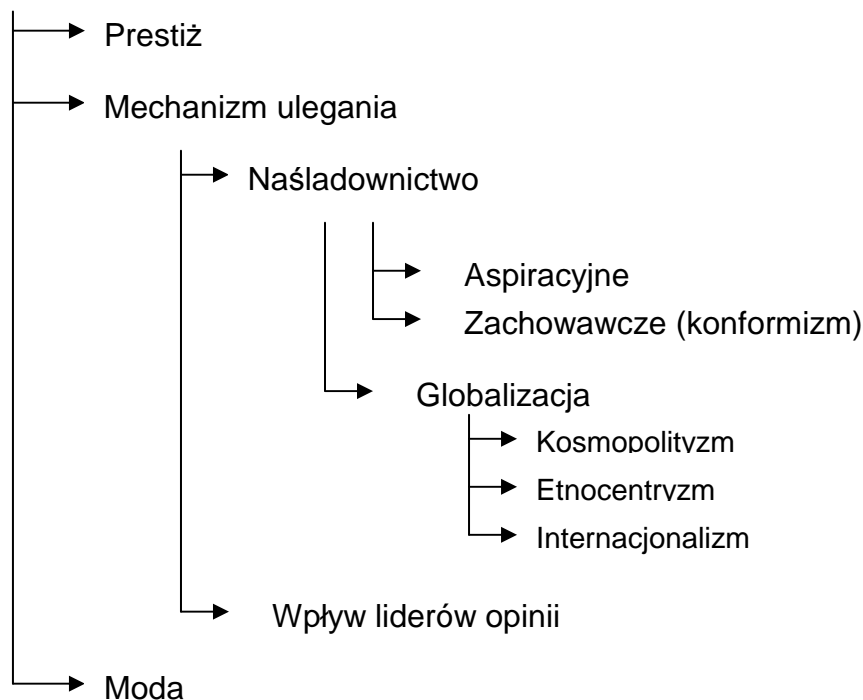 Prestiż
Mechanizm ulegania
Naśladownictwo
Aspiracyjne
Zachowawcze (konformizm)
Globalizacja
Kosmopolityzm
Etnocentryzm
Internacjonalizm
Wpływ liderów opinii
Moda